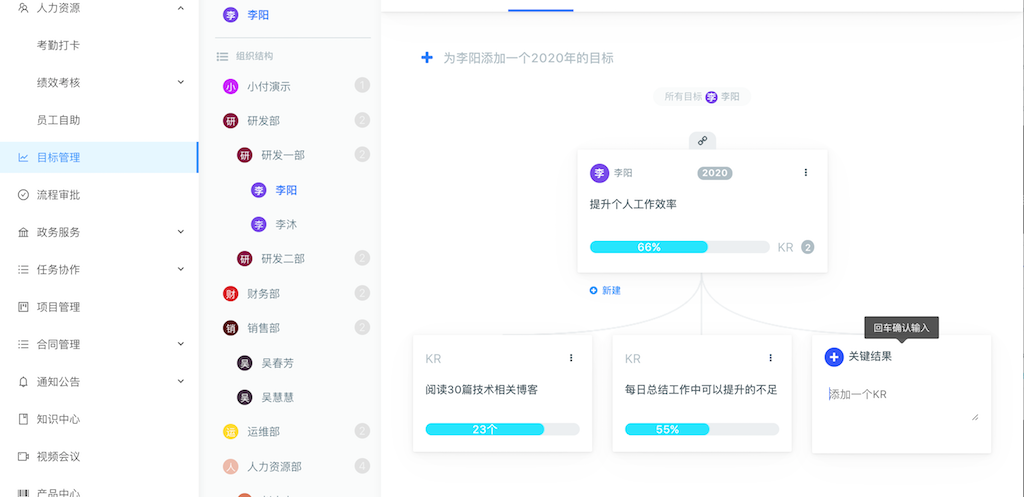 人力资源
考勤打卡
绩效考核
员工自助
目标管理
流程审批
政务服务
任务协作
项目管理
合同管理
通知公告
知识中心
视频会议
产品中心
李 李阳
组织结构
小 小付演示 1
研 研发部 2
研 研发一部 2
李 李阳
李 李沐
研 研发二部 2
财 财务部 2
销 销售部 2
吴 吴春芳
吴 吴慧慧
运 运维部 2
人 人力资源部 4
为李阳添加一个2020年的目标
所有目标 李 李阳
李 李阳 2020
提升个人工作效率
66% KR 2
新建
KR
阅读30篇技术相关博客
23个
KR
每日总结工作中可以提升的不足
55%
回车确认输入
关键结果
添加一个KR